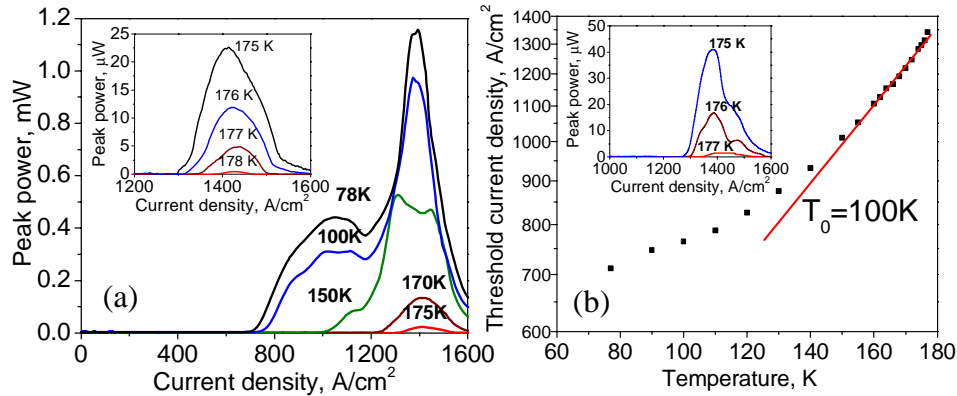 1.2
1.0
0.8
0.6
0.4
0.2
0.0
Peak power, mW
0
400
800
1200
1600
Current density, A/cm²
(a)
78K
100K
150K
170K
175K
25
20
15
10
5
0
Peak power, μW
175 K
176 K
177 K
178 K
1200
1400
1600
Current density, A/cm²
1400
1300
1200
1100
1000
900
800
700
600
Threshold current density, A/cm²
60
80
100
120
140
160
180
Temperature, K
(b)
T₀=100K
50
40
30
20
10
0
Peak power, μW
175 K
176 K
177 K
1000
1200
1400
1600
Current density, A/cm²